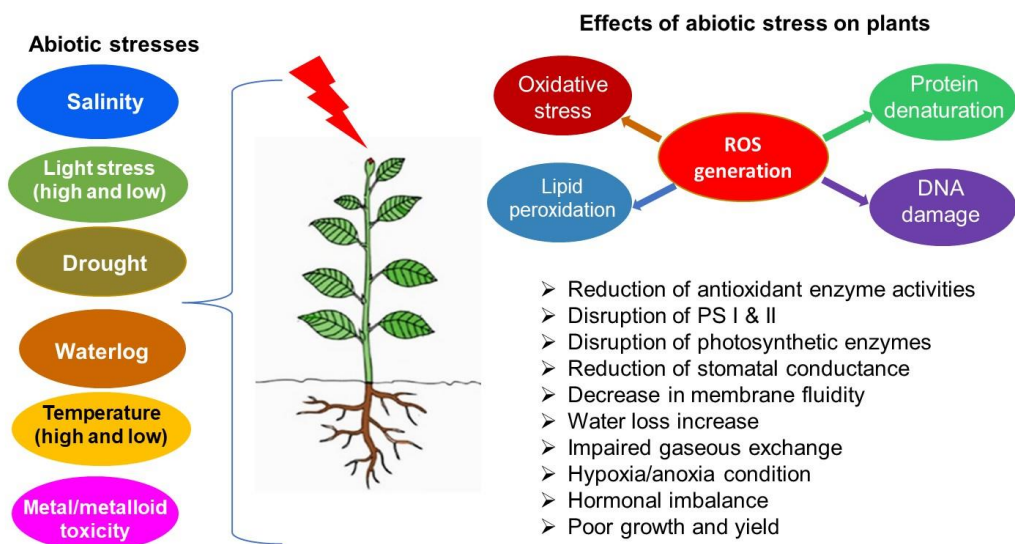 Abiotic stresses
Salinity
Light stress
(high and low)
Drought
Waterlog
Temperature
(high and low)
Metal/metalloid
toxicity
Effects of abiotic stress on plants
Oxidative
stress
Protein
denaturation
ROS
generation
Lipid
peroxidation
DNA
damage
➢ Reduction of antioxidant enzyme activities
➢ Disruption of PS I & II
➢ Disruption of photosynthetic enzymes
➢ Reduction of stomatal conductance
➢ Decrease in membrane fluidity
➢ Water loss increase
➢ Impaired gaseous exchange
➢ Hypoxia/anoxia condition
➢ Hormonal imbalance
➢ Poor growth and yield